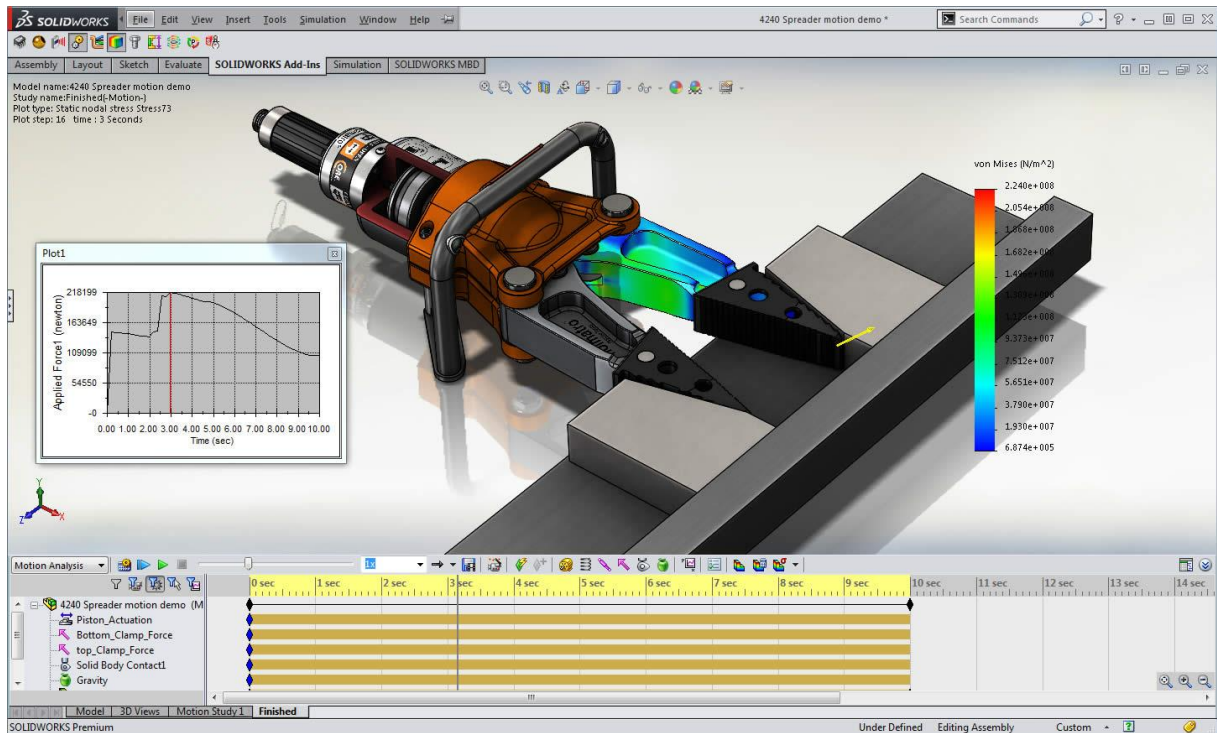 SOLIDWORKS File Edit View Insert Tools Simulation Window Help
4240 Spreader motion demo *
Search Commands
Assembly Layout Sketch Evaluate SOLIDWORKS Add-Ins Simulation SOLIDWORKS MBD
Model name:4240 Spreader motion demo
Study name:Finished(-Motion-)
Plot type: Static nodal stress Stress73
Plot step: 16 time : 3 Seconds
von Mises (N/m^2)
2.240e+008
2.054e+008
1.868e+008
1.682e+008
9.373e+007
7.512e+007
5.651e+007
3.790e+007
1.930e+007
6.874e+005
Plot1
Applied Force1 (newton)
218199
163649
109099
54550
-0
0.00 1.00 2.00 3.00 4.00 5.00 6.00 7.00 8.00 9.00 10.00
Time (sec)
holmatro
Y
X
Z
Motion Analysis
1x
0 sec 1 sec 2 sec 3 sec 4 sec 5 sec 6 sec 7 sec 8 sec 9 sec 10 sec 11 sec 12 sec 13 sec 14 sec
4240 Spreader motion demo (M
Piston_Actuation
Bottom_Clamp_Force
top_Clamp_Force
Solid Body Contact1
Gravity
Model 3D Views Motion Study 1 Finished
SOLIDWORKS Premium
Under Defined Editing Assembly Custom